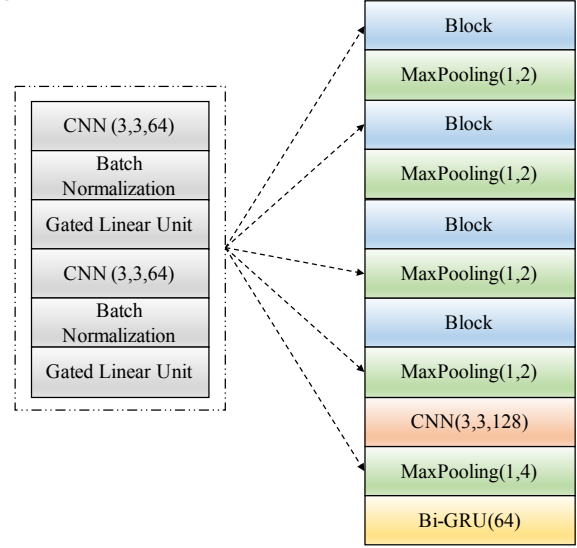 CNN (3,3,64)
Batch
Normalization
Gated Linear Unit
CNN (3,3,64)
Batch
Normalization
Gated Linear Unit
Block
MaxPooling(1,2)
Block
MaxPooling(1,2)
Block
MaxPooling(1,2)
Block
MaxPooling(1,2)
CNN(3,3,128)
MaxPooling(1,4)
Bi-GRU(64)